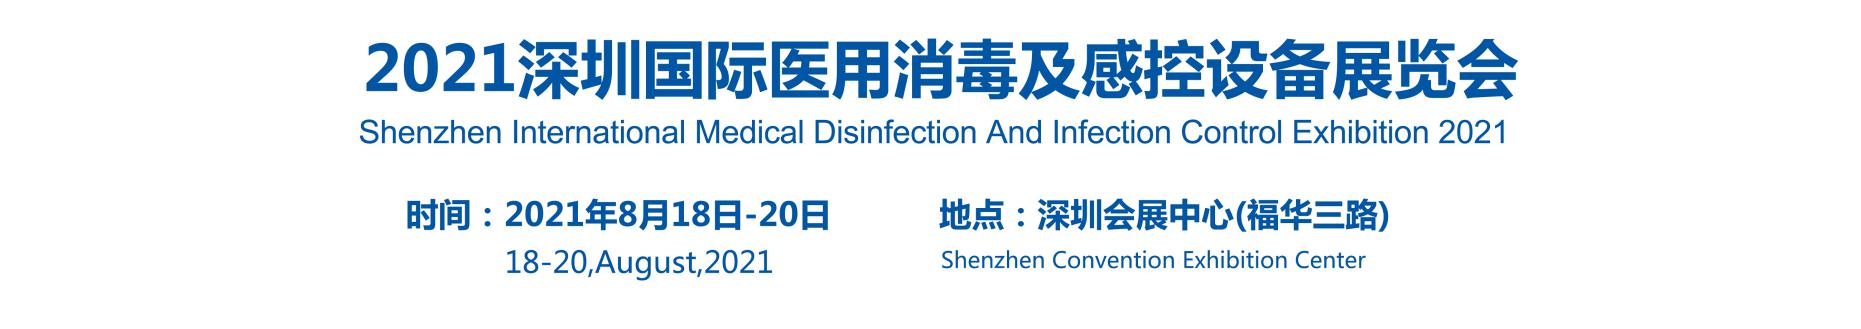 2021深圳国际医用消毒及感控设备展览会
Shenzhen International Medical Disinfection And Infection Control Exhibition 2021
时间：2021年8月18日-20日
18-20,August,2021
地点：深圳会展中心(福华三路)
Shenzhen Convention Exhibition Center